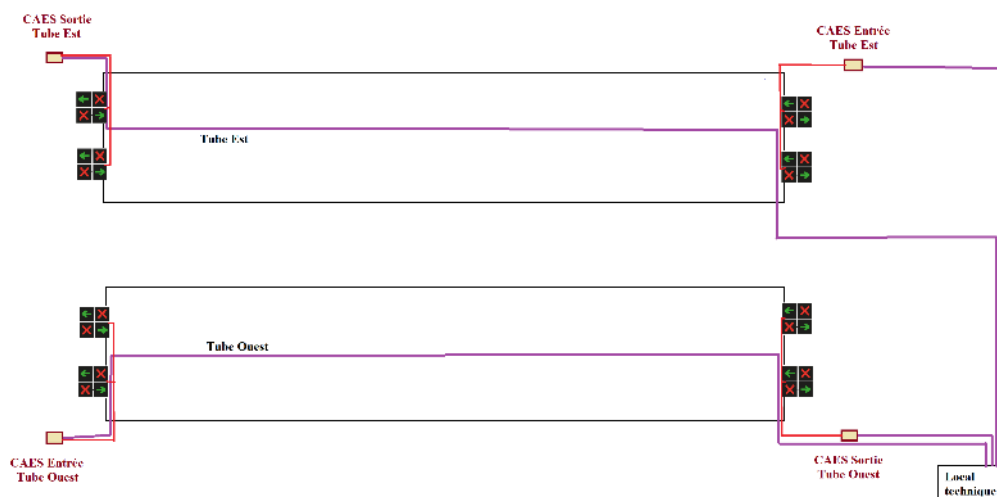 CAES Sortie
Tube Est
CAES Entrée
Tube Est
Tube Est
Tube Ouest
CAES Entrée
Tube Ouest
CAES Sortie
Tube Ouest
Local
technique